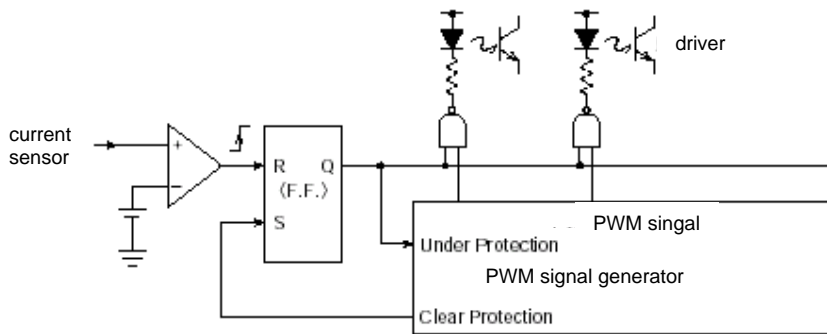 driver
current
sensor
+
−
R Q
(F.F.)
S
PWM singal
Under Protection
PWM signal generator
Clear Protection